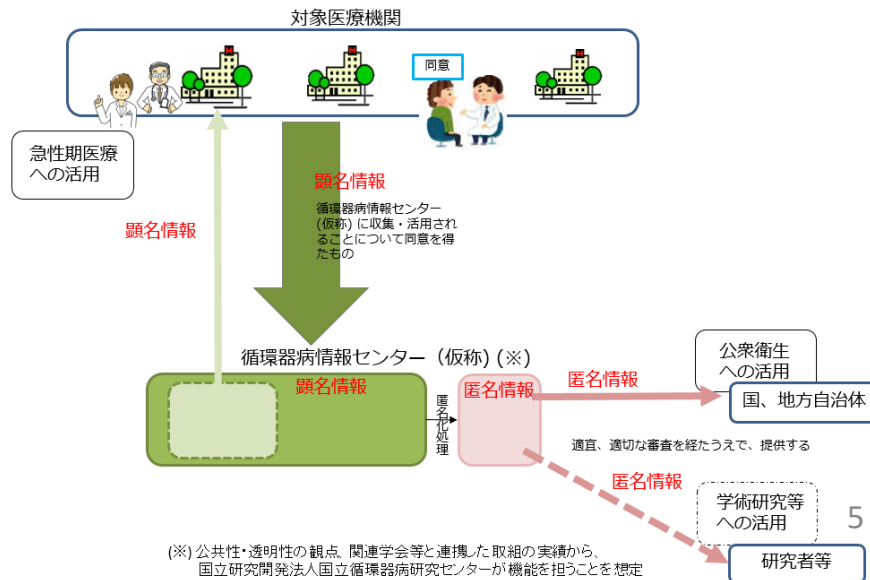 対象医療機関
同意
急性期医療
への活用
顕名情報
循環器病情報センター
(仮称) に収集・活用され
ることについて同意を得
たもの
顕名情報
循環器病情報センター（仮称) (※)
顕名情報
匿名化処理
匿名情報
匿名情報
公衆衛生
への活用
国、地方自治体
適宜、適切な審査を経たうえで、提供する
匿名情報
学術研究等
への活用
5
研究者等
(※) 公共性・透明性の観点、関連学会等と連携した取組の実績から、
国立研究開発法人国立循環器病研究センターが機能を担うことを想定